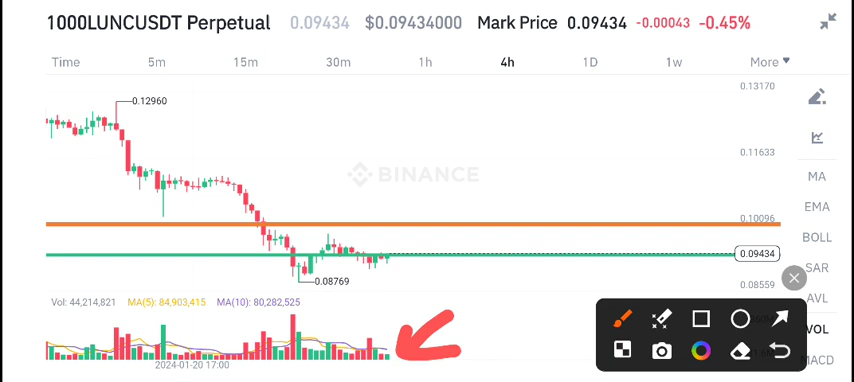 1000LUNCUSDT Perpetual 0.09434 $0.09434000 Mark Price 0.09434 -0.00043 -0.45%
Time 5m 15m 30m 1h 4h 1D 1w More
0.13170
0.12960
0.11633
BINANCE
MA
EMA
0.10096
BOLL
0.09434
SAR
0.08769
0.08559
AVL
Vol: 44,214,821 MA(5): 84,903,415 MA(10): 80,282,525
VOL
MACD
2024-01-20 17:00